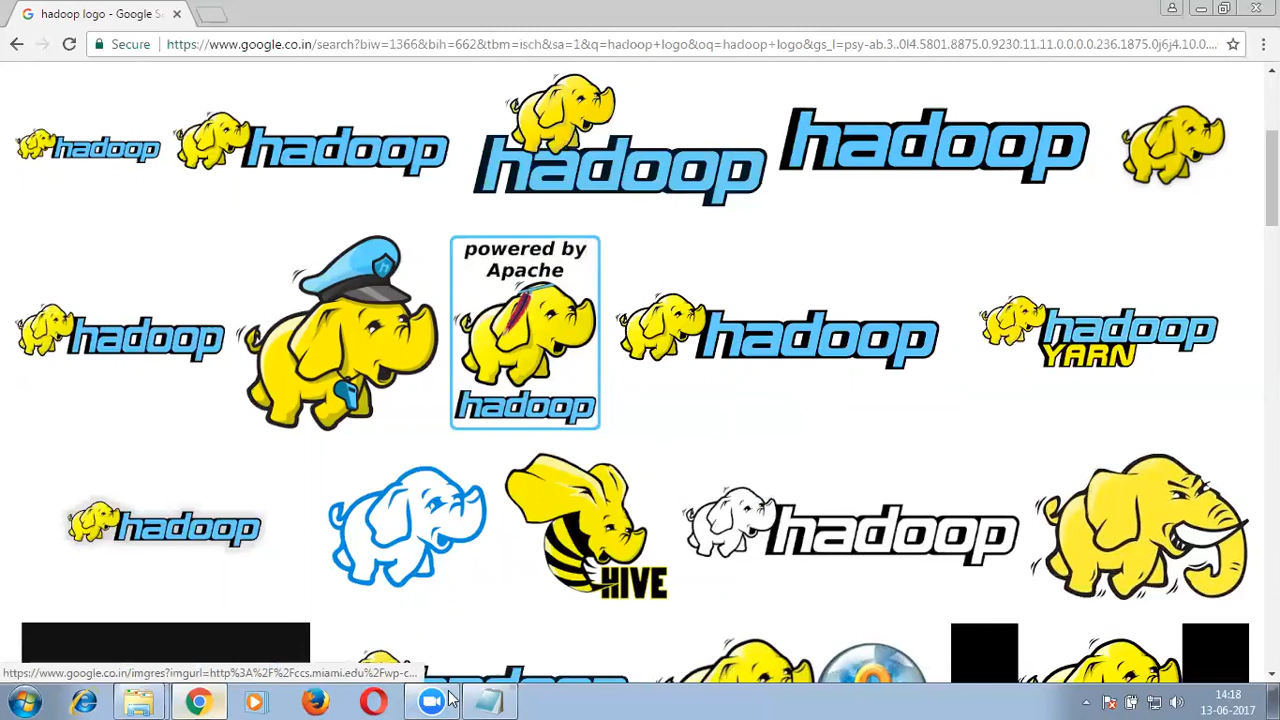 hadoop logo - Google S
Secure
https://www.google.co.in/search?biw=1366&bih=662&tbm=isch&sa=1&q=hadoop+logo&oq=hadoop+logo&gs_l=psy-ab.3..0l4.5801.8875.0.9230.11.11.0.0.0.0.236.1875.0j6j4.10.0....
hadoop
hadoop
hadoop
hadoop
hadoop
powered by
Apache
hadoop
hadoop
hadoop
YARN
hadoop
HIVE
hadoop
https://www.google.co.in/imgres?imgurl=http%3A%2F%2Fccs.miami.edu%2Fwp-c...
14:18
13-06-2017